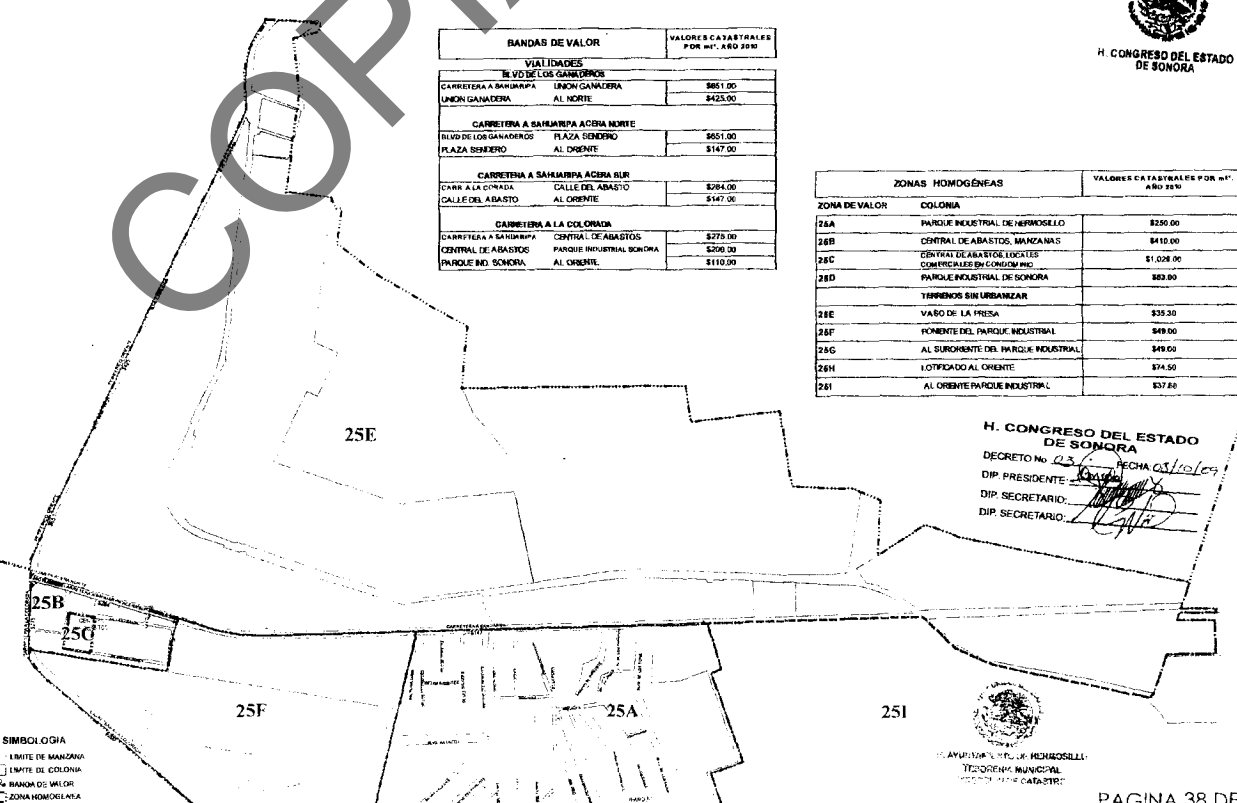 COPIA
H. CONGRESO DEL ESTADO
DE SONORA
BANDAS DE VALOR VALORES CATASTRALES POR mt². AÑO 2010
VIALIDADES
BLVD DE LOS GANADEROS
CARRETERA A SAHUARIPA UNION GANADERA $651.00
UNION GANADERA AL NORTE $425.00
CARRETERA A SAHUARIPA ACERA NORTE
BLVD DE LOS GANADEROS PLAZA SENDERO $651.00
PLAZA SENDERO AL ORIENTE $147.00
CARRETERA A SAHUARIPA ACERA SUR
CARR A LA CORADA CALLE DEL ABASTO $284.00
CALLE DEL ABASTO AL ORIENTE $147.00
CARRETERA A LA COLORADA
CARRETERA A SAHUARIPA CENTRAL DE ABASTOS $275.00
CENTRAL DE ABASTOS PARQUE INDUSTRIAL SONORA $200.00
PARQUE IND. SONORA AL ORIENTE. $110.00
ZONAS HOMOGÉNEAS VALORES CATASTRALES POR mt². AÑO 2010
ZONA DE VALOR COLONIA
25A PARQUE INDUSTRIAL DE HERMOSILLO $250.00
25B CENTRAL DE ABASTOS, MANZANAS $410.00
25C CENTRAL DE ABASTOS, LOCALES
COMERCIALES EN CONDOMINIO $1,028.00
25D PARQUE INDUSTRIAL DE SONORA $83.00
TERRENOS SIN URBANIZAR
25E VASO DE LA PRESA $35.30
25F PONIENTE DEL PARQUE INDUSTRIAL $49.00
25G AL SURORIENTE DEL PARQUE INDUSTRIAL $49.00
25H LOTIFICADO AL ORIENTE $74.50
25I AL ORIENTE PARQUE INDUSTRIAL
H. CONGRESO DEL ESTADO
DE SONORA
DECRETO No 03 FECHA 03/10/09
DIP. PRESIDENTE:
DIP. SECRETARIO:
DIP. SECRETARIO:
25E
25B
25C
25F
25A
25I
SIMBOLOGIA
LIMITE DE MANZANA
LIMITE DE COLONIA
BANDA DE VALOR
ZONA HOMOGENEA
H. AYUNTAMIENTO DE HERMOSILLO
TESORERIA MUNICIPAL
PAGINA 38 DE